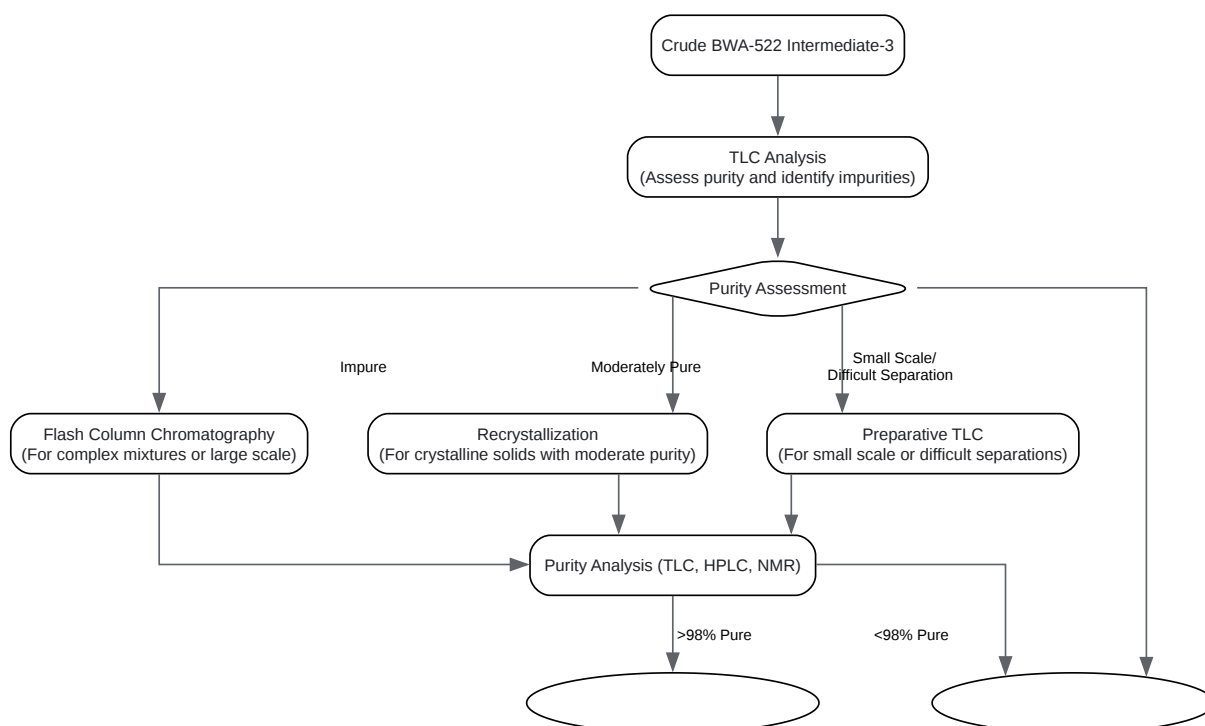 Crude BWA-522 Intermediate-3
TLC Analysis
(Assess purity and identify impurities)
Purity Assessment
Impure
Moderately Pure
Small Scale/
Difficult Separation
Flash Column Chromatography
(For complex mixtures or large scale)
Recrystallization
(For crystalline solids with moderate purity)
Preparative TLC
(For small scale or difficult separations)
Purity Analysis (TLC, HPLC, NMR)
>98% Pure
<98% Pure